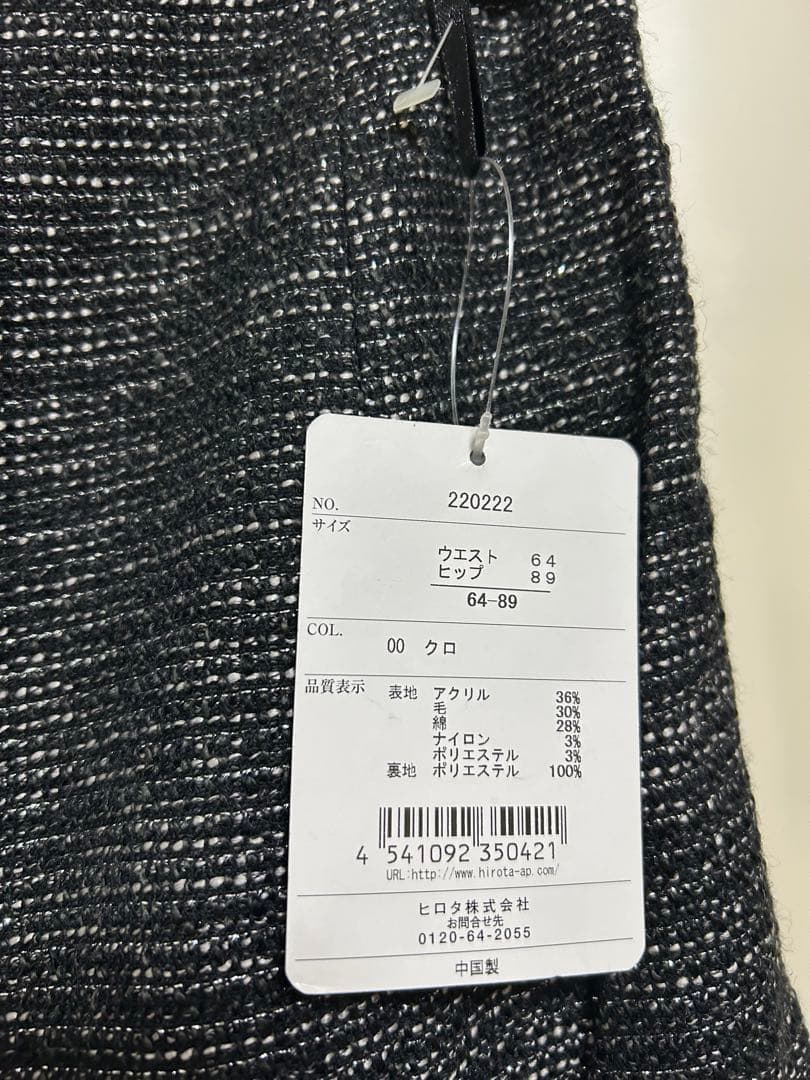 NO. 220222
サイズ
ウエスト 64
ヒップ 89
64-89
COL.
00 クロ
品質表示 表地 アクリル 36%
毛 30%
綿 28%
ナイロン 3%
ポリエステル 3%
裏地 ポリエステル 100%
4 541092 350421
URL:http://www.hirota-ap.com/
ヒロタ株式会社
お問合せ先
0120-64-2055
中国製